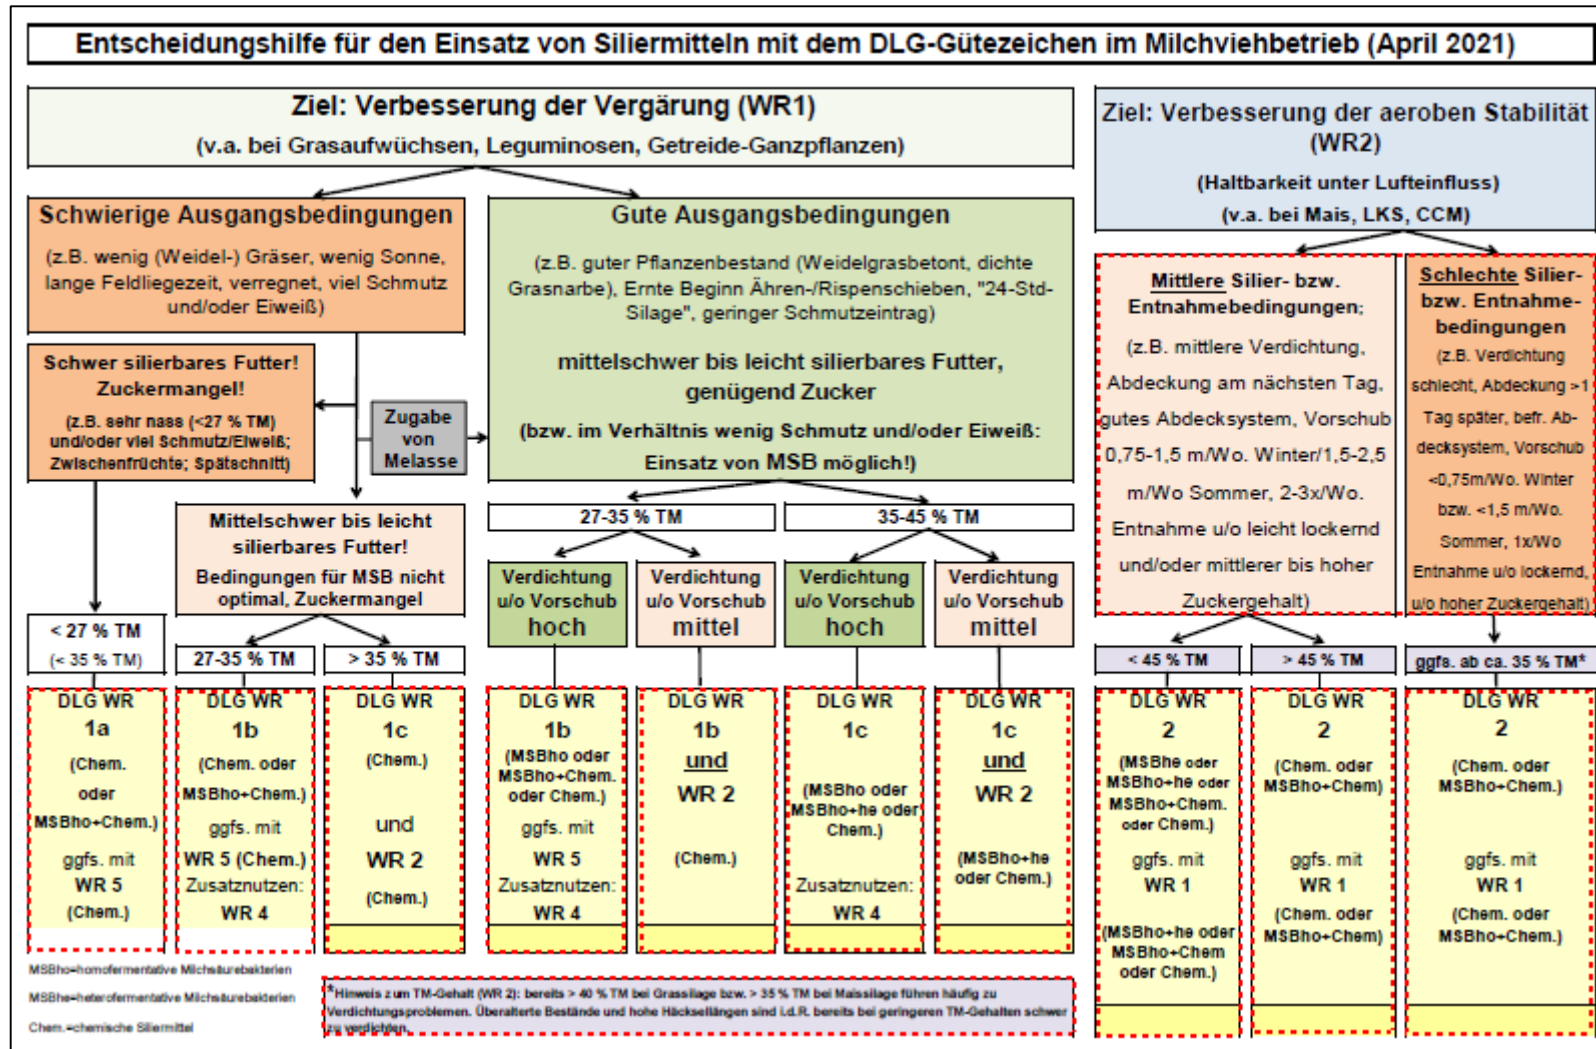 Entscheidungshilfe für den Einsatz von Siliermitteln mit dem DLG-Gütezeichen im Milchviehbetrieb (April 2021)
Ziel: Verbesserung der Vergärung (WR1)
(v.a. bei Grasaufwüchsen, Leguminosen, Getreide-Ganzpflanzen)
Ziel: Verbesserung der aeroben Stabilität
(WR2)
(Haltbarkeit unter Lufteinfluss)
(v.a. bei Mais, LKS, CCM)
Schwierige Ausgangsbedingungen
(z.B. wenig (Weidel-) Gräser, wenig Sonne,
lange Feldliegezeit, verregnet, viel Schmutz
und/oder Eiweiß)
Gute Ausgangsbedingungen
(z.B. guter Pflanzenbestand (Weidelgrasbetont, dichte
Grasnarbe), Ernte Beginn Ähren-/Rispenschieben, "24-Std-
Silage", geringer Schmutzeintrag)
mittelschwer bis leicht silierbares Futter,
genügend Zucker
(bzw. im Verhältnis wenig Schmutz und/oder Eiweiß:
Einsatz von MSB möglich!)
Schwer silierbares Futter!
Zuckermangel!
(z.B. sehr nass (<27 % TM)
und/oder viel Schmutz/Eiweiß;
Zwischenfrüchte; Spätschnitt)
Zugabe
von
Melasse
Mittelschwer bis leicht
silierbares Futter!
Bedingungen für MSB nicht
optimal, Zuckermangel
Mittlere Silier- bzw.
Entnahmebedingungen;
(z.B. mittlere Verdichtung,
Abdeckung am nächsten Tag,
gutes Abdecksystem, Vorschub
0,75-1,5 m/Wo. Winter/1,5-2,5
m/Wo Sommer, 2-3x/Wo.
Entnahme u/o leicht lockernd
und/oder mittlerer bis hoher
Zuckergehalt)
Schlechte Silier-
bzw. Entnahme-
bedingungen
(z.B. Verdichtung
schlecht, Abdeckung >1
Tag später, befr. Ab-
decksystem, Vorschub
<0,75m/Wo. Winter
bzw. <1,5 m/Wo.
Sommer, 1x/Wo
Entnahme u/o lockernd,
u/o hoher Zuckergehalt)
27-35 % TM
35-45 % TM
Verdichtung
u/o Vorschub
hoch
Verdichtung
u/o Vorschub
mittel
Verdichtung
u/o Vorschub
hoch
Verdichtung
u/o Vorschub
mittel
< 27 % TM
(< 35 % TM)
27-35 % TM
> 35 % TM
< 45 % TM
> 45 % TM
ggfs. ab ca. 35 % TM*
DLG WR
1a
(Chem.
oder
MSBho+Chem.)
ggfs. mit
WR 5
(Chem.)
DLG WR
1b
(Chem. oder
MSBho+Chem.)
ggfs. mit
WR 5 (Chem.)
Zusatznutzen:
WR 4
DLG WR
1c
(Chem.)
und
WR 2
(Chem.)
DLG WR
1b
(MSBho oder
MSBho+Chem.
oder Chem.)
ggfs. mit
WR 5
Zusatznutzen:
WR 4
DLG WR
1b
und
WR 2
(Chem.)
DLG WR
1c
(MSBho oder
MSBho+he oder
Chem.)
Zusatznutzen:
WR 4
DLG WR
1c
und
WR 2
(MSBho+he
oder Chem.)
DLG WR
2
(MSBhe oder
MSBho+he oder
MSBho+Chem.
oder Chem.)
ggfs. mit
WR 1
(MSBho+he oder
MSBho+Chem
oder Chem.)
DLG WR
2
(Chem. oder
MSBho+Chem)
ggfs. mit
WR 1
(Chem. oder
MSBho+Chem)
DLG WR
2
(Chem. oder
MSBho+Chem.)
ggfs. mit
WR 1
(Chem. oder
MSBho+Chem.)
MSBho=homofermentative Milchsäurebakterien
MSBhe=heterofermentative Milchsäurebakterien
Chem.=chemische Siliermittel
*Hinweis zum TM-Gehalt (WR 2): bereits > 40 % TM bei Grassilage bzw. > 35 % TM bei Maissilage führen häufig zu
Verdichtungsproblemen. Überalterte Bestände und hohe Häcksellängen sind i.d.R. bereits bei geringeren TM-Gehalten schwer
zu verdichten.